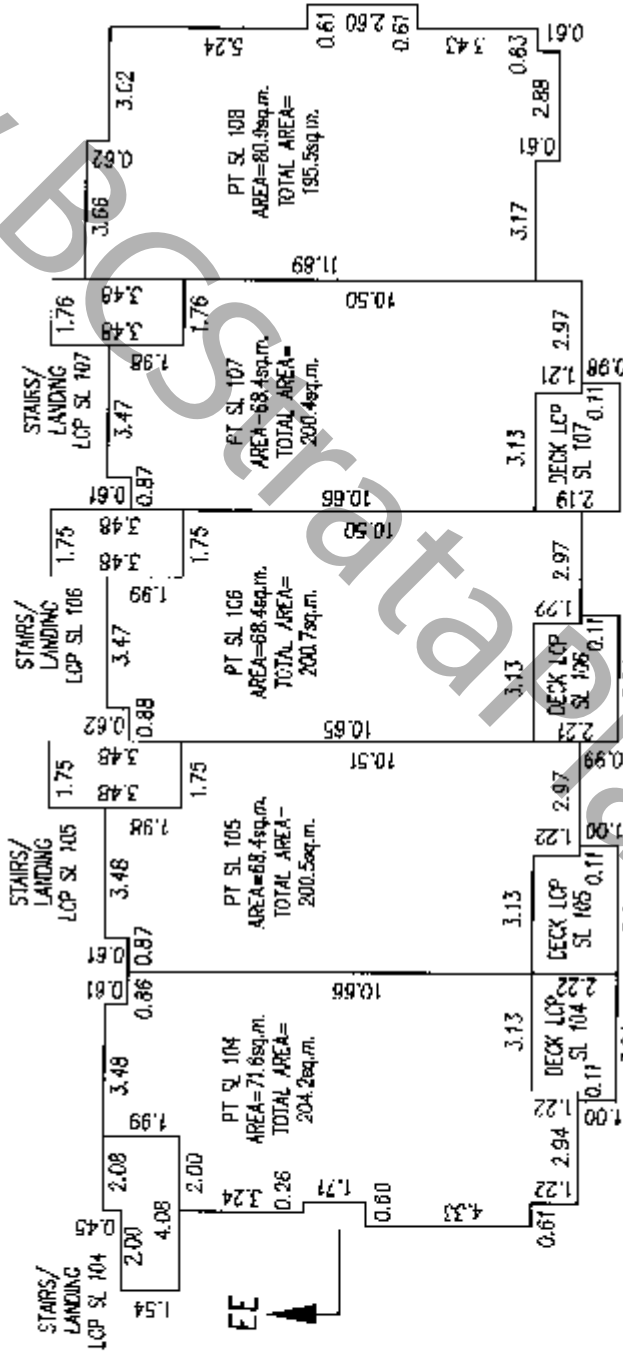 STAIRS/
LANDING
LCP SL 107
1.76
3.48
3.48
1.76
1.98
3.47
0.61
0.87
3.66
0.62
3.02
5.24
0.61
2.60
0.61
3.43
0.63
0.61
2.88
0.61
3.17
11.89
PT SL 108
AREA=80.9sq.m.
TOTAL AREA=
195.5sq.m.
10.50
PT SL 107
AREA=68.4sq.m.
TOTAL AREA=
200.4sq.m.
2.97
1.21
0.98
0.11
3.13
DECK LCP
SL 107
2.19
10.66
STAIRS/
LANDING
LCP SL 106
1.75
3.48
3.48
1.75
1.99
3.47
0.62
0.88
10.50
PT SL 106
AREA=68.4sq.m.
TOTAL AREA=
200.7sq.m.
2.97
1.22
0.11
3.13
DECK LCP
SL 106
2.21
0.99
10.65
STAIRS/
LANDING
LCP SL 105
1.75
3.48
3.48
1.75
1.98
3.48
0.61
0.87
10.51
PT SL 105
AREA=68.4sq.m.
TOTAL AREA=
200.5sq.m.
2.97
1.22
1.00
0.11
3.13
DECK LCP
SL 105
2.22
10.66
0.61
0.86
3.48
1.99
2.08
2.00
0.45
2.00
4.08
1.54
STAIRS/
LANDING
LCP SL 104
PT SL 104
AREA=71.6sq.m.
TOTAL AREA=
204.2sq.m.
3.24
0.26
1.71
0.60
4.33
0.61
1.22
2.94
1.22
1.00
0.11
3.13
DECK LCP
SL 104
EE